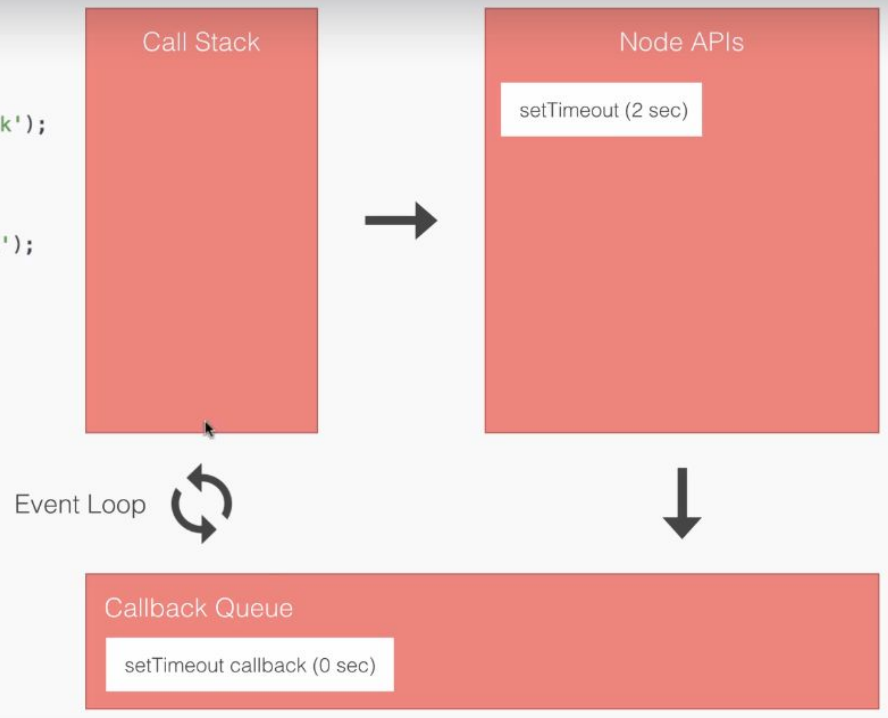 Call Stack
Node APIs
setTimeout (2 sec)
k');
');
Event Loop
Callback Queue
setTimeout callback (0 sec)